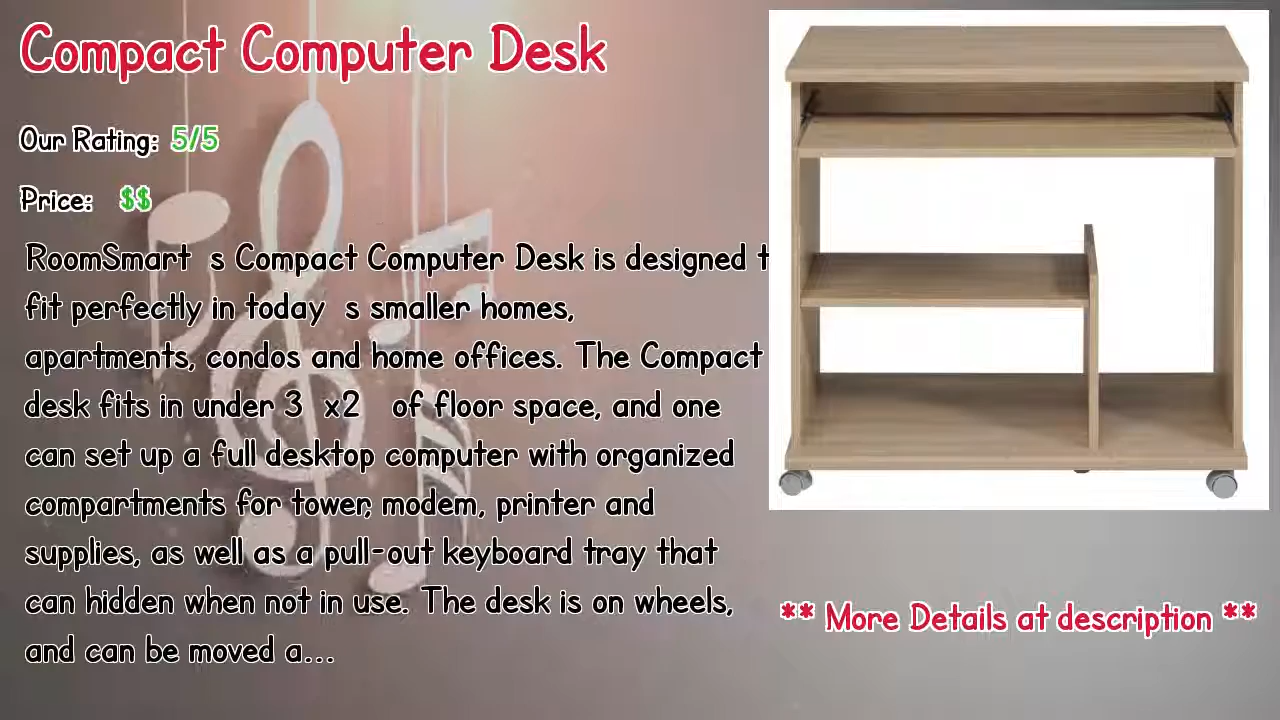 Compact Computer Desk
Our Rating: 5/5
Price: $$
RoomSmart s Compact Computer Desk is designed t
fit perfectly in today s smaller homes,
apartments, condos and home offices. The Compact
desk fits in under 3 x2 of floor space, and one
can set up a full desktop computer with organized
compartments for tower, modem, printer and
supplies, as well as a pull-out keyboard tray that
can hidden when not in use. The desk is on wheels,
and can be moved a...
** More Details at description **